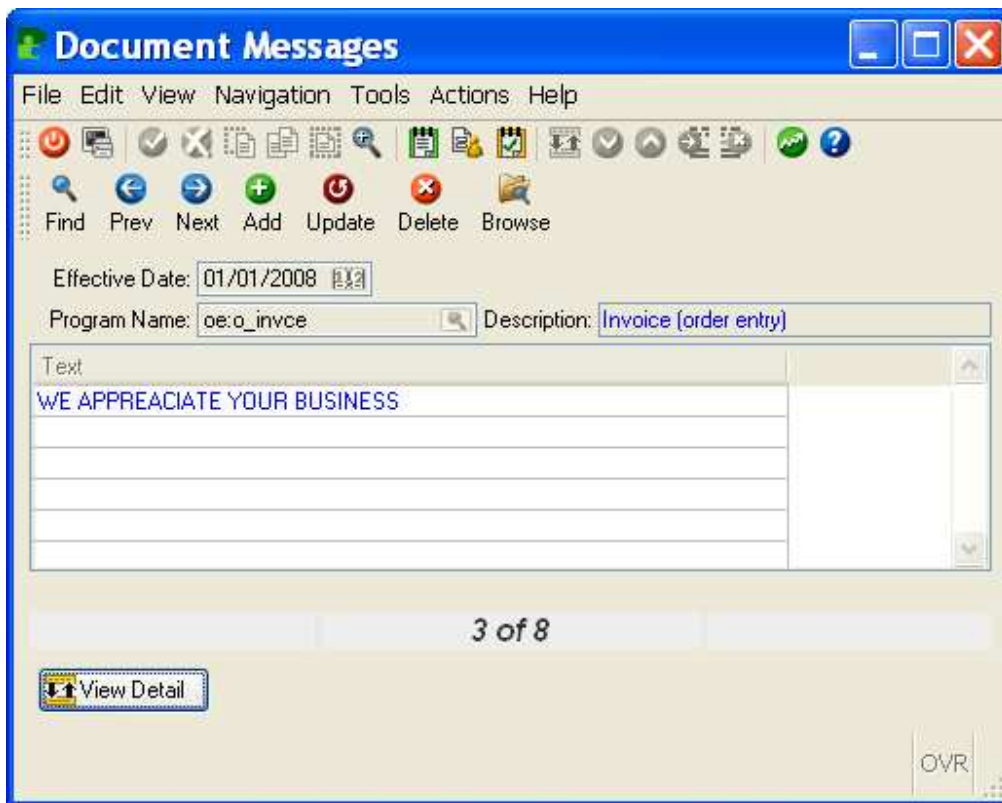 Document Messages
File Edit View Navigation Tools Actions Help
Find Prev Next Add Update Delete Browse
Effective Date: 01/01/2008
Program Name: oe:o_invce Description: Invoice (order entry)
Text
WE APPREACIATE YOUR BUSINESS
3 of 8
View Detail
OVR